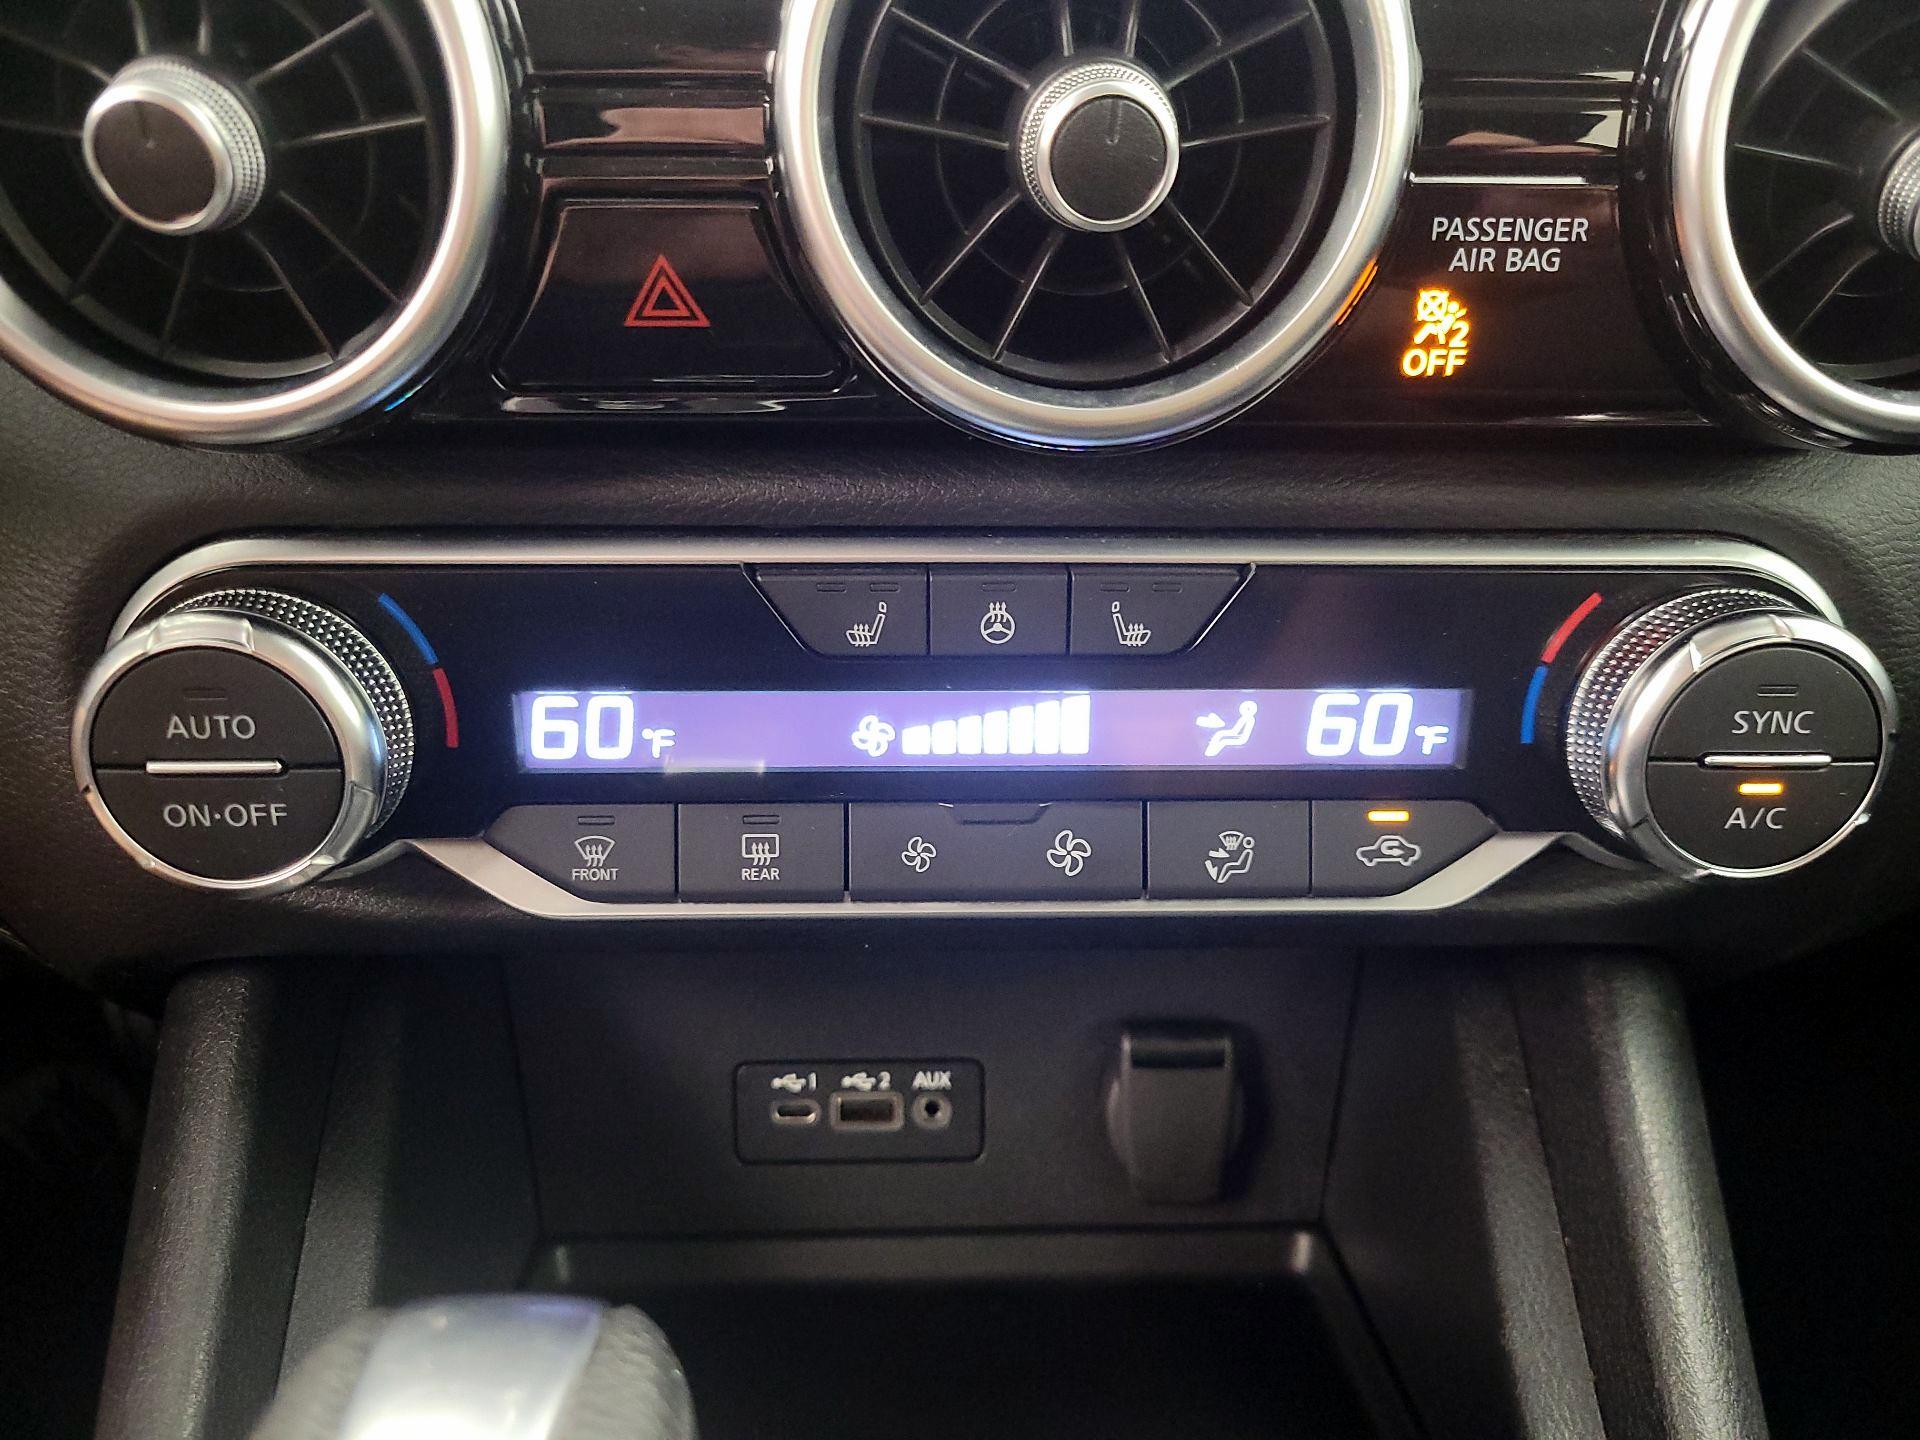 PASSENGER
AIR BAG
2
OFF
60°F
60°F
AUTO
ON·OFF
SYNC
A/C
FRONT
REAR
1
2
AUX